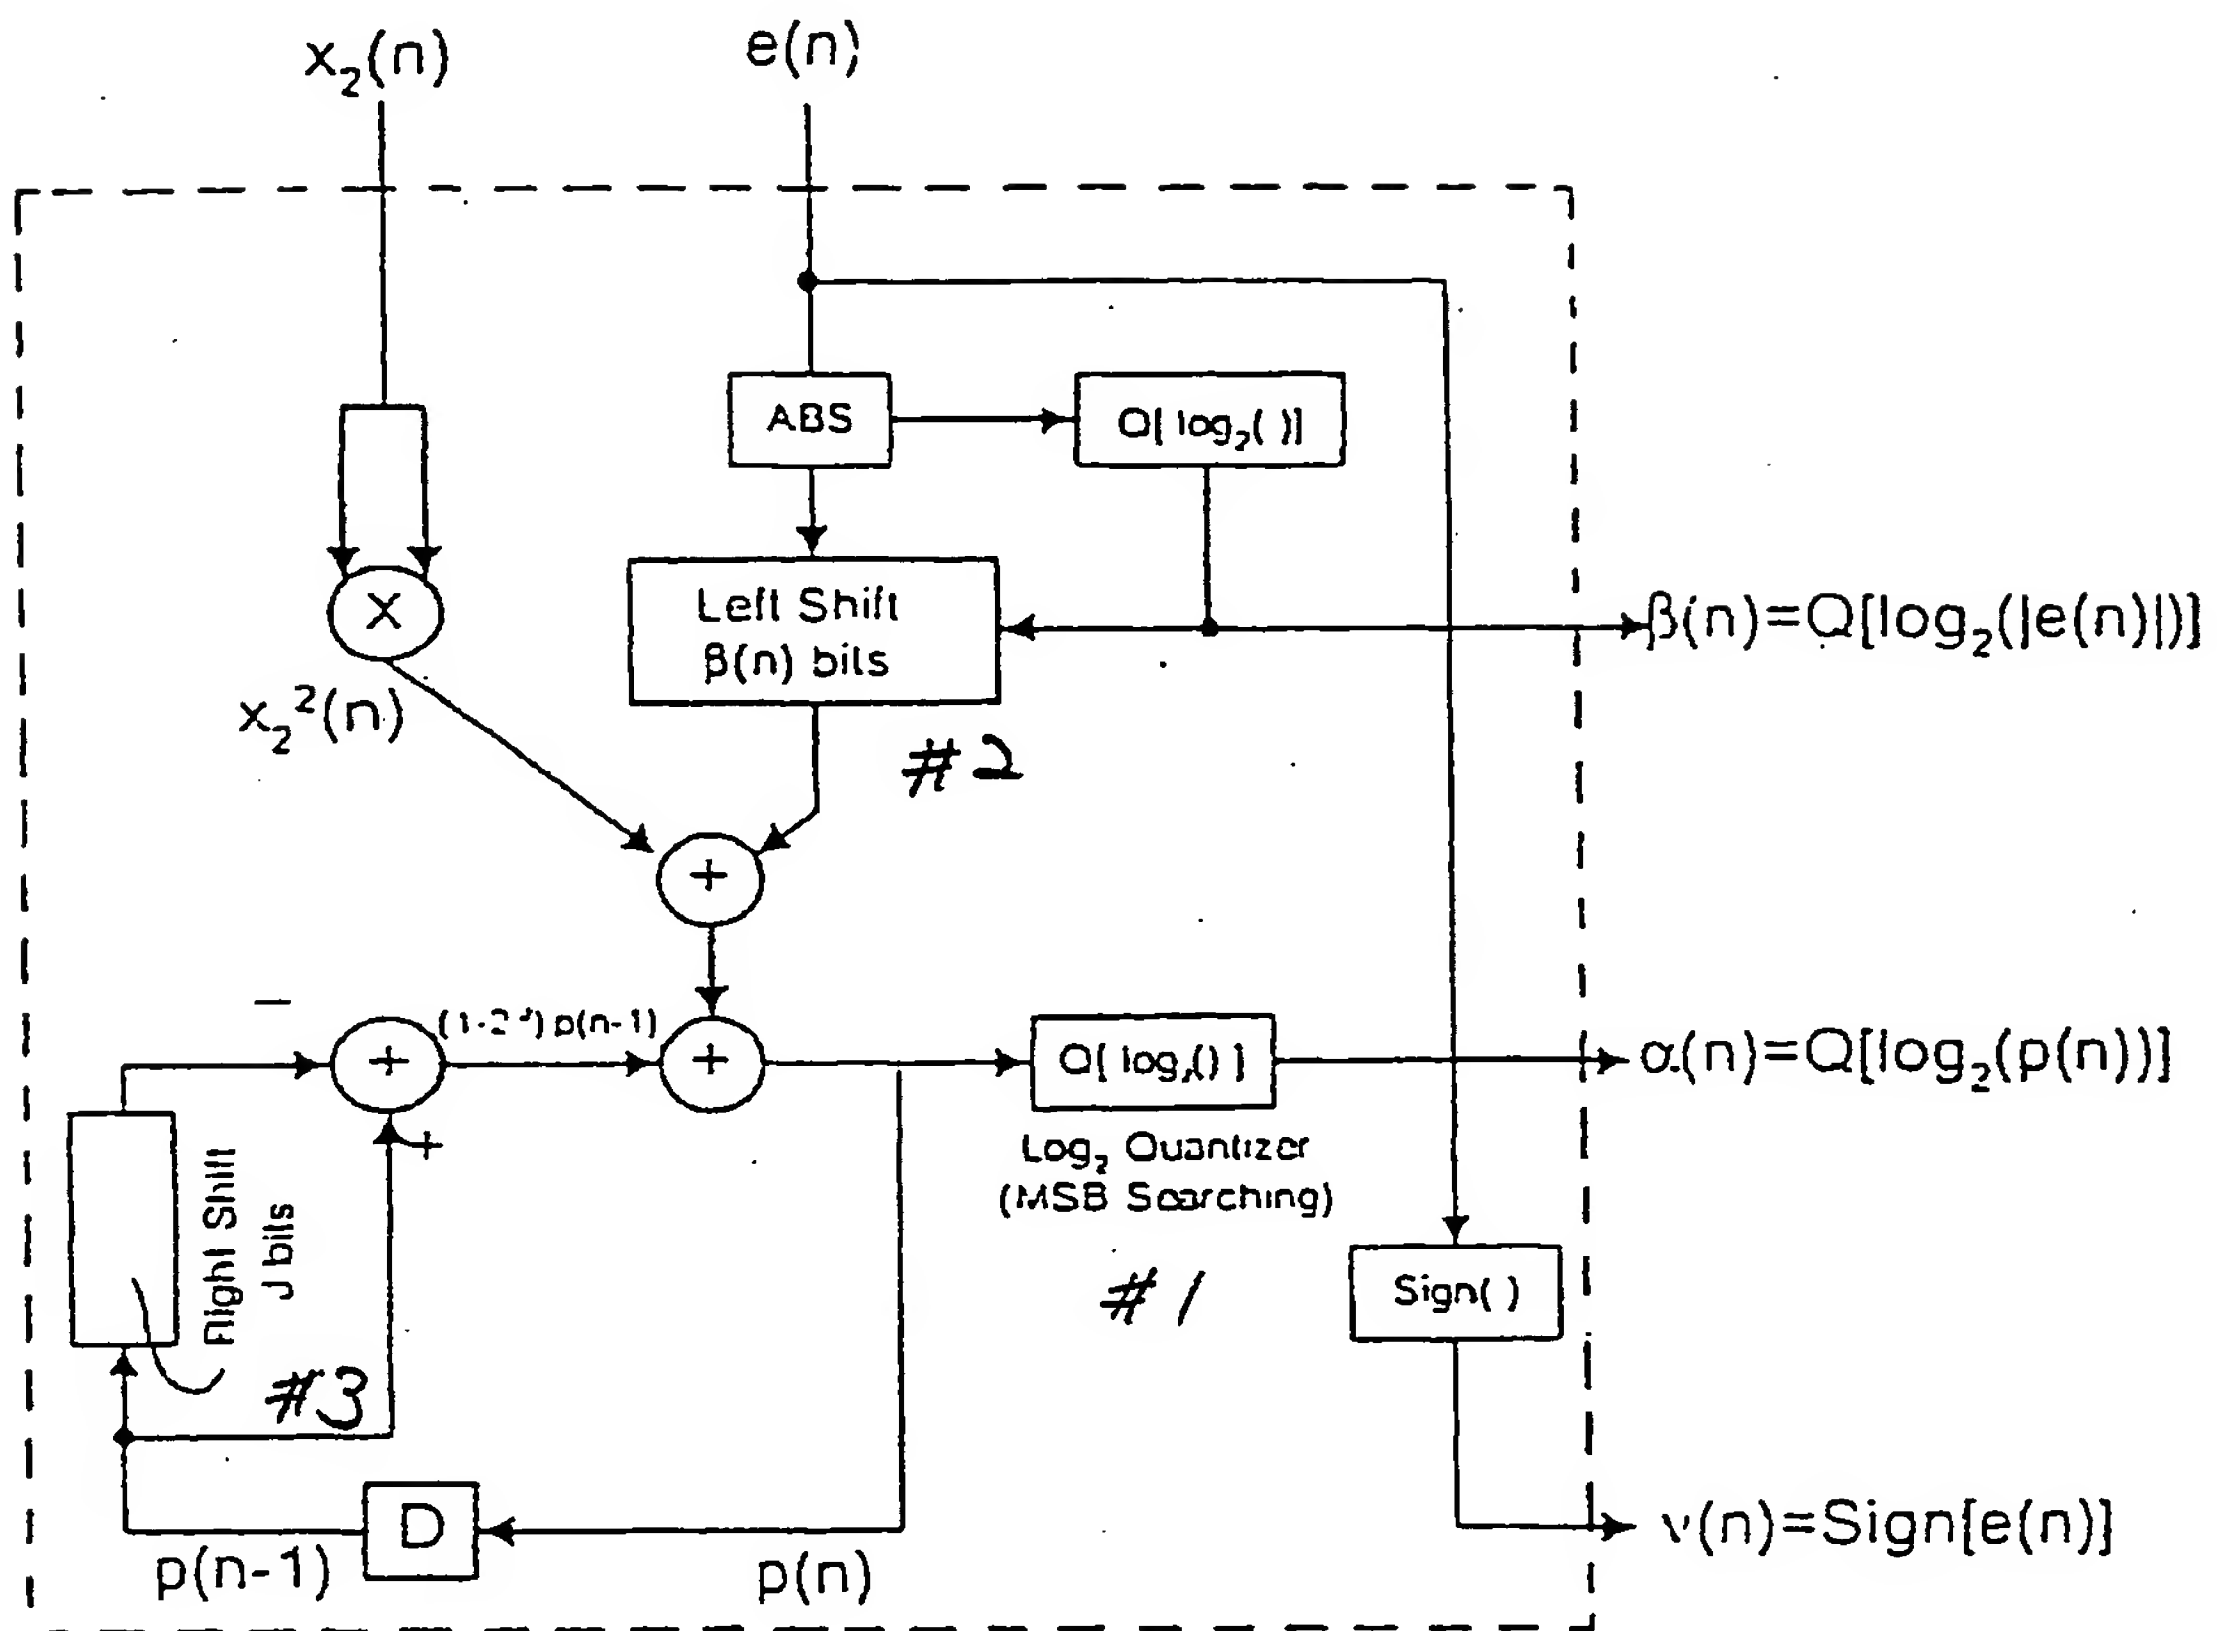 x₂(n)
e(n)
ABS
Q[ log₂( )]
Left Shift
β(n) bits
X
β(n)=Q[log₂(|e(n)|)]
x₂²(n)
#2
+
−
(1-2⁻ᴶ) p(n-1)
+
+
Q[ log₂() ]
α(n)=Q[log₂(p(n))]
+
Log₂ Quantizer
(MSB Searching)
Right Shift
J bits
#1
Sign( )
#3
D
p(n-1)
p(n)
ν(n)=Sign[e(n)]